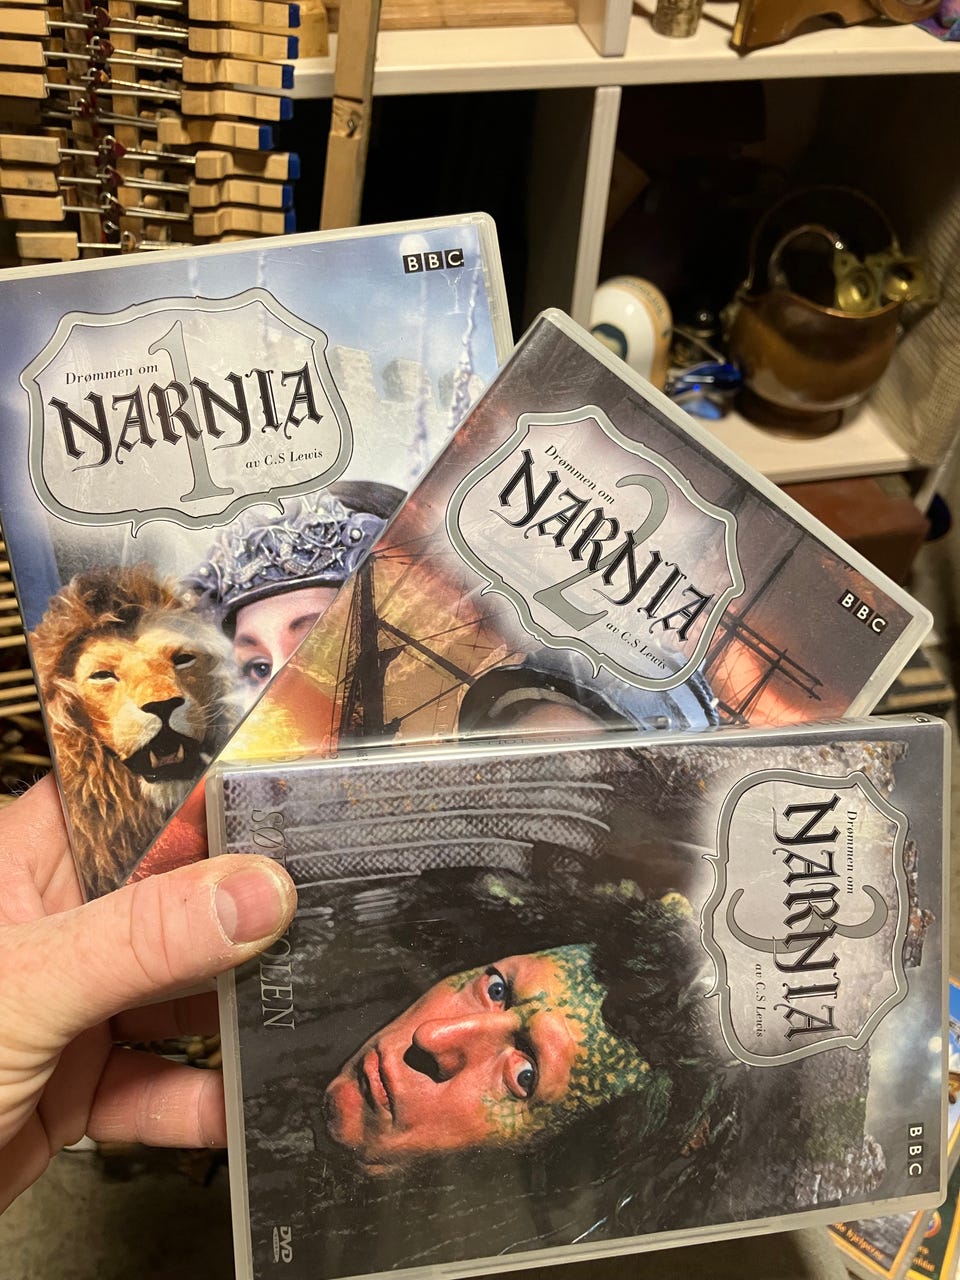 BBC
Drømmen om
1
NARNIA
av C.S Lewis
Drømmen om
2
NARNIA
av C.S Lewis
BBC
Drømmen om
3
NARNIA
av C.S Lewis
BBC
DVD